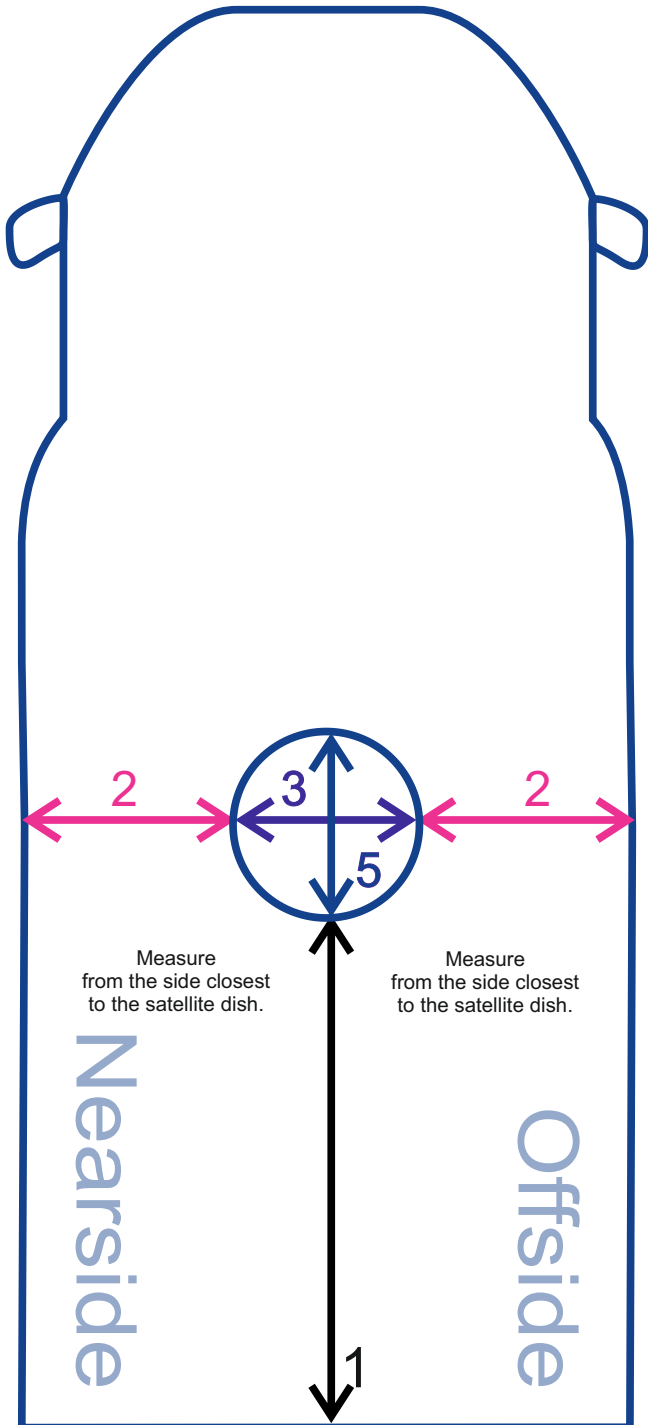 2
3
2
5
Measure
from the side closest
to the satellite dish.
Measure
from the side closest
to the satellite dish.
Nearside
Offside
1